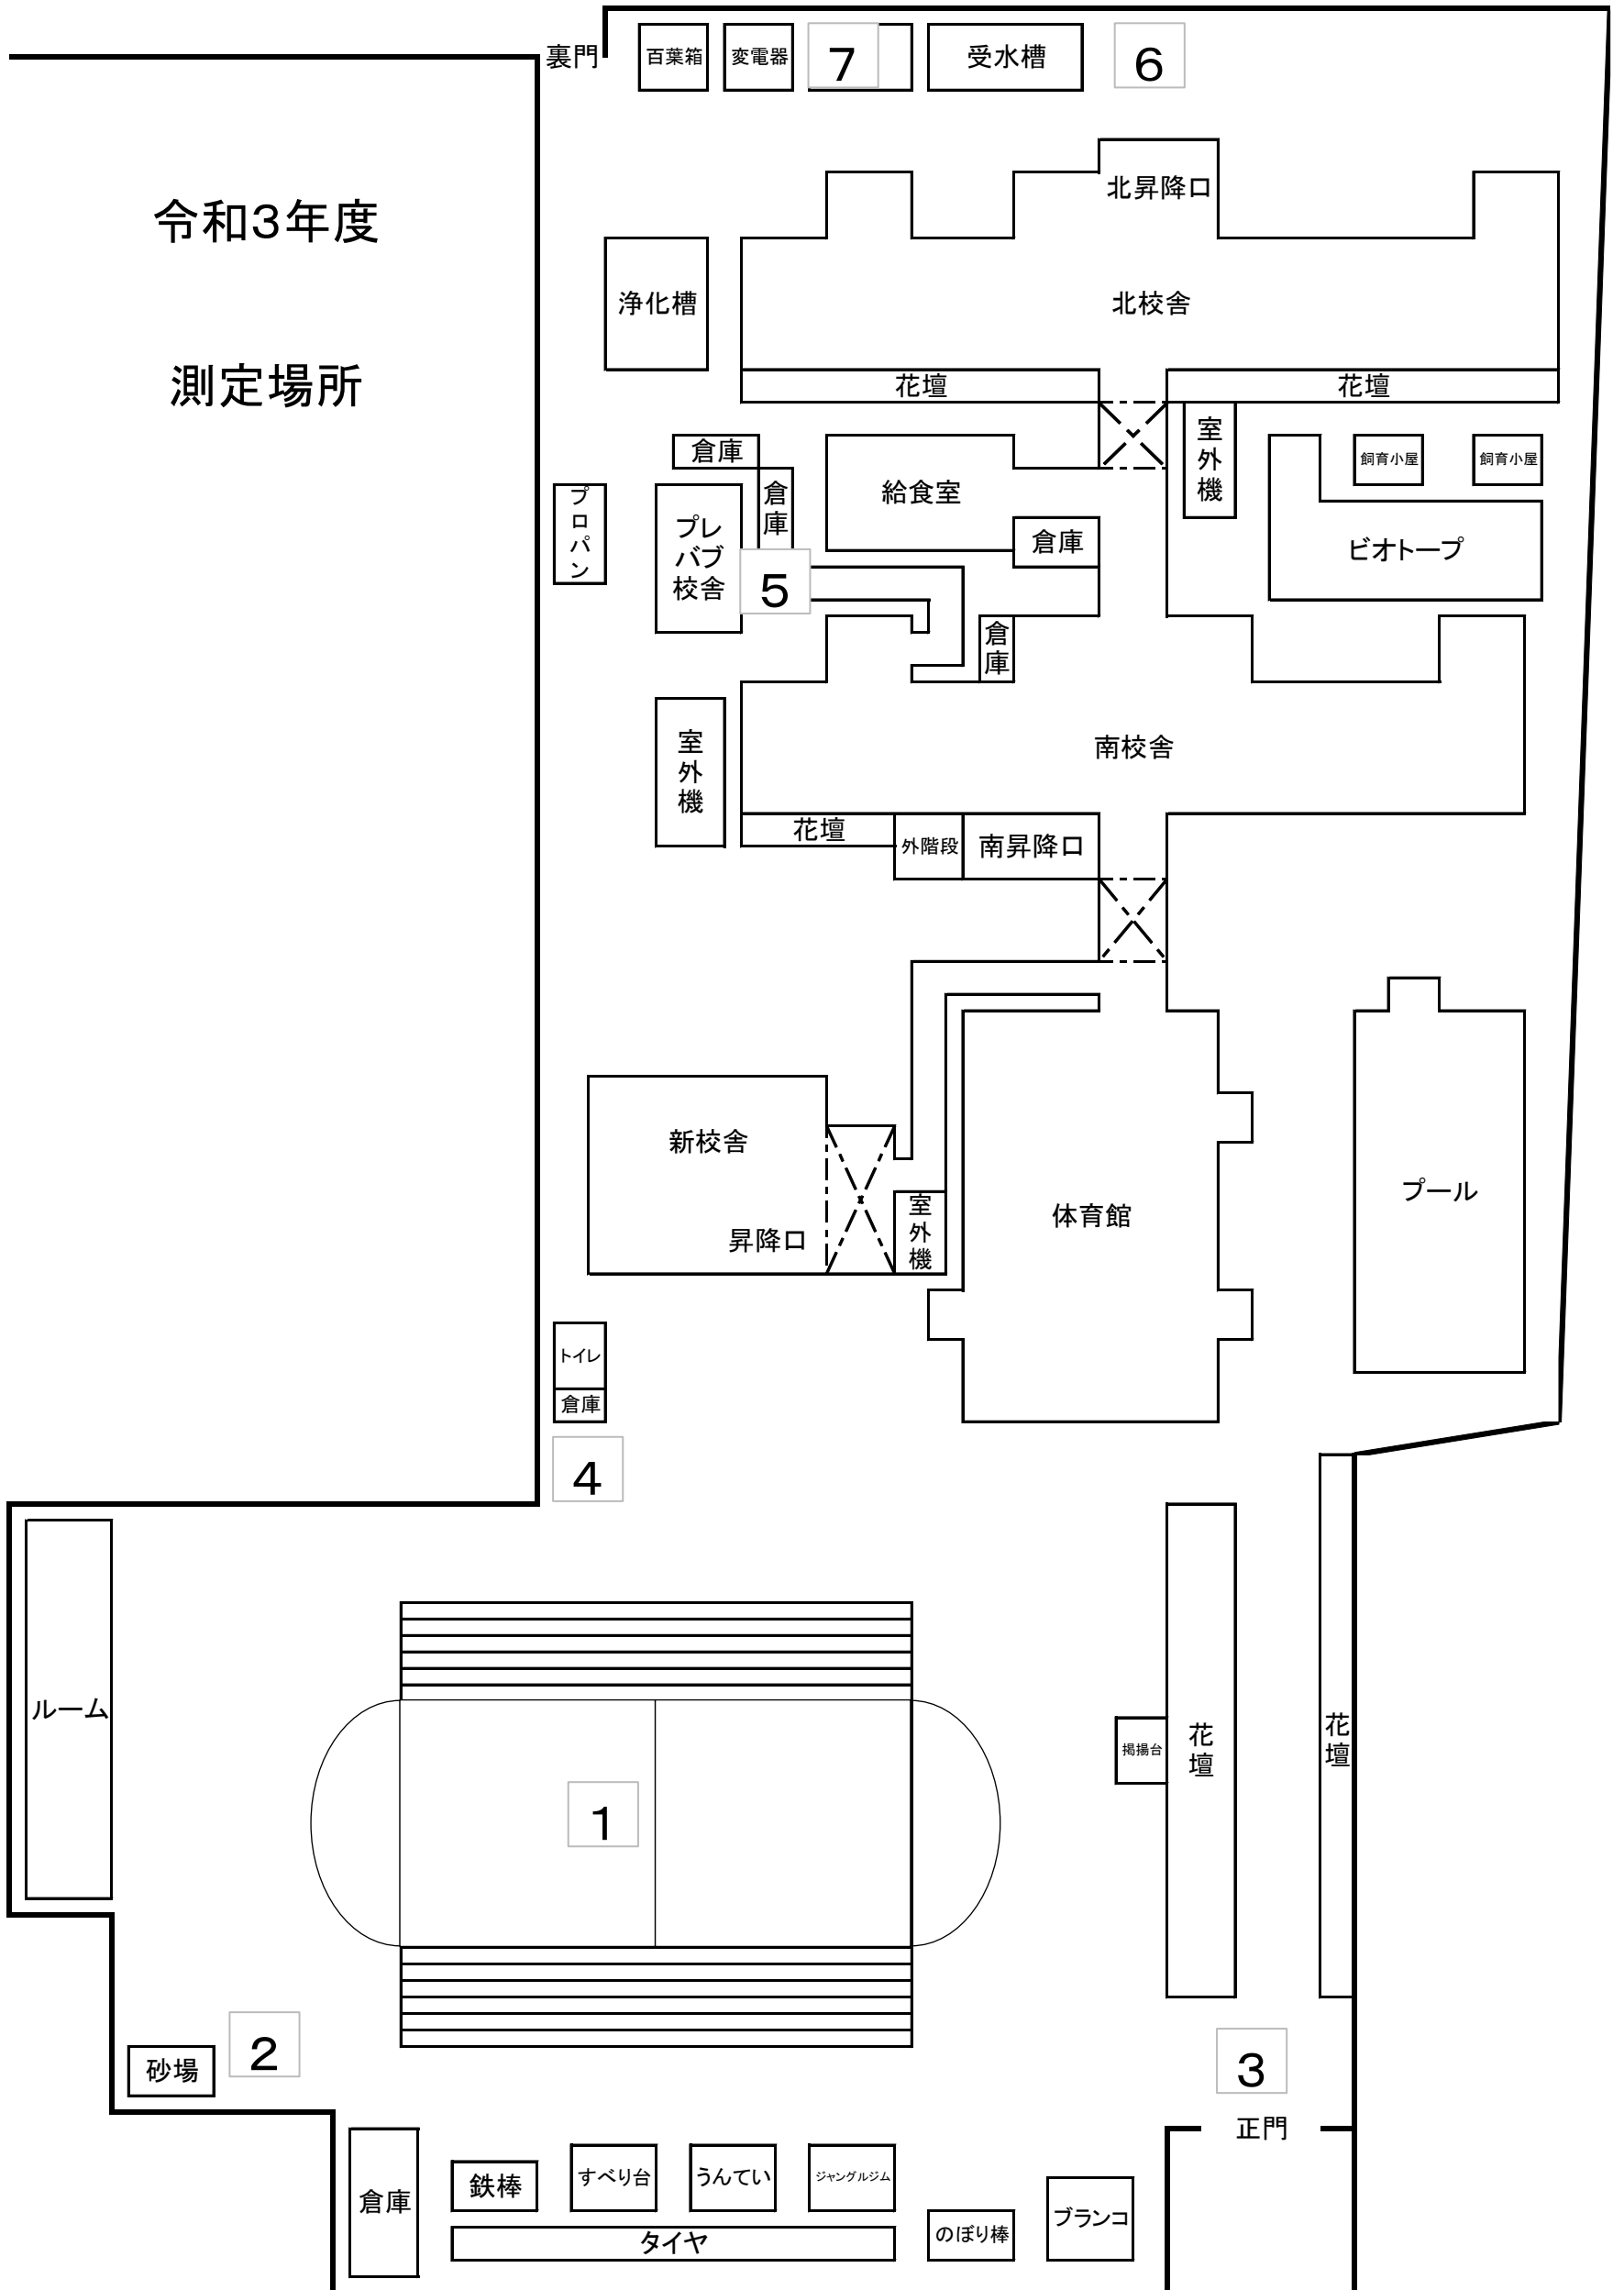 裏門
百葉箱
変電器
7
受水槽
6
令和3年度
測定場所
北昇降口
浄化槽
北校舎
花壇
花壇
倉庫
倉庫
給食室
室外機
飼育小屋
飼育小屋
プロパン
プレ
バブ
校舎
5
倉庫
ビオトープ
倉庫
室外機
南校舎
花壇
外階段
南昇降口
新校舎
昇降口
室外機
体育館
プール
トイレ
倉庫
4
ルーム
掲揚台
花壇
花壇
1
2
砂場
3
正門
倉庫
鉄棒
すべり台
うんてい
ジャングルジム
タイヤ
のぼり棒
ブランコ